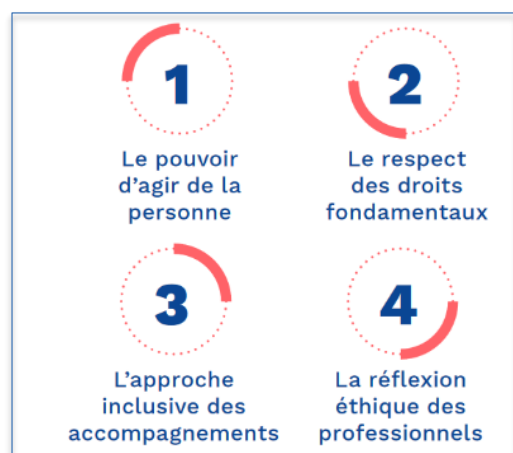 1
Le pouvoir
d'agir de la
personne
2
Le respect
des droits
fondamentaux
3
L'approche
inclusive des
accompagnements
4
La réflexion
éthique des
professionnels